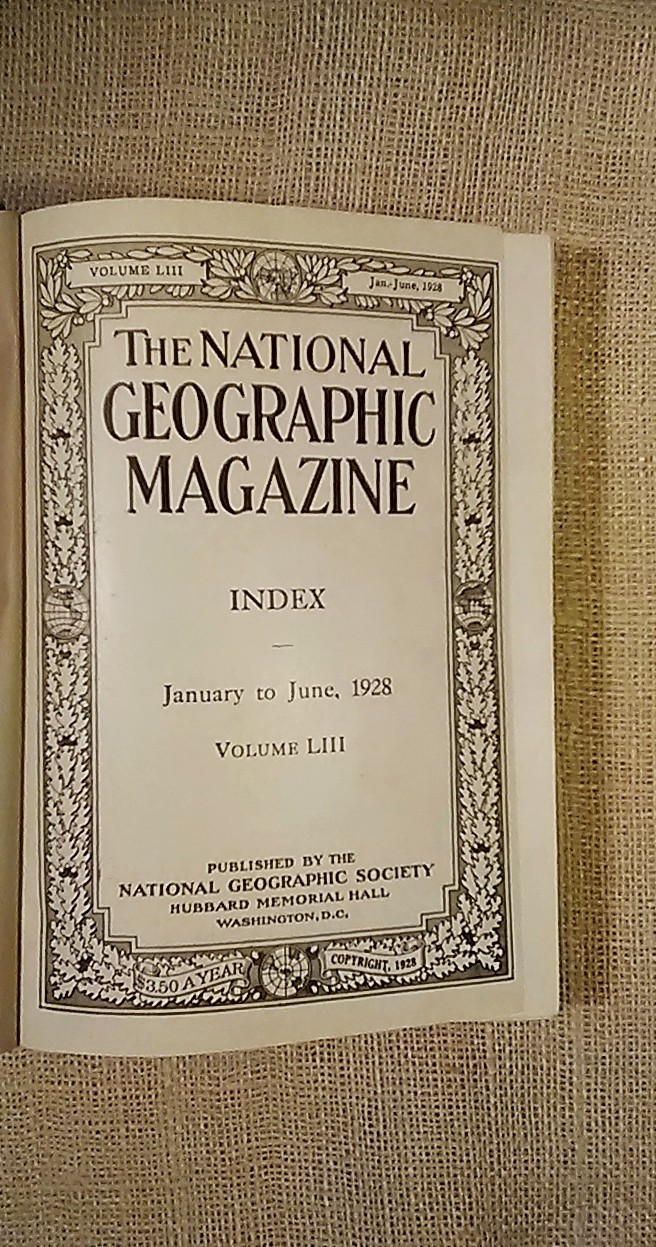 VOLUME LIII
Jan.-June, 1928
THE NATIONAL
GEOGRAPHIC
MAGAZINE
INDEX
January to June, 1928
VOLUME LIII
PUBLISHED BY THE
NATIONAL GEOGRAPHIC SOCIETY
HUBBARD MEMORIAL HALL
WASHINGTON, D.C.
$3.50 A YEAR
COPYRIGHT, 1928